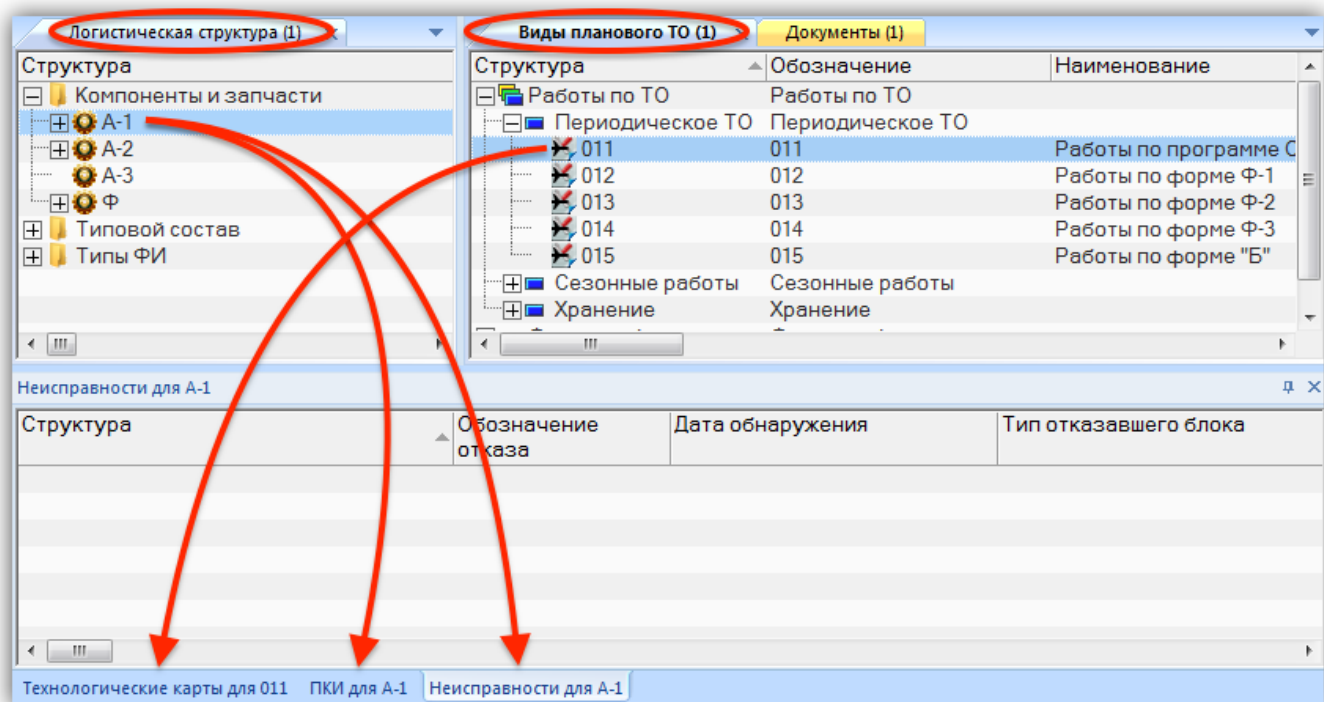 Логистическая структура (1)
Виды планового ТО (1)
Документы (1)
Структура
Структура Обозначение Наименование
Компоненты и запчасти
А-1
А-2
А-3
Ф
Типовой состав
Типы ФИ
Работы по ТО Работы по ТО
Периодическое ТО Периодическое ТО
011 011 Работы по программе
012 012 Работы по форме Ф-1
013 013 Работы по форме Ф-2
014 014 Работы по форме Ф-3
015 015 Работы по форме "Б"
Сезонные работы Сезонные работы
Хранение Хранение
Неисправности для А-1
Структура Обозначение отказа Дата обнаружения Тип отказавшего блока
Технологические карты для 011 ПКИ для А-1 Неисправности для А-1